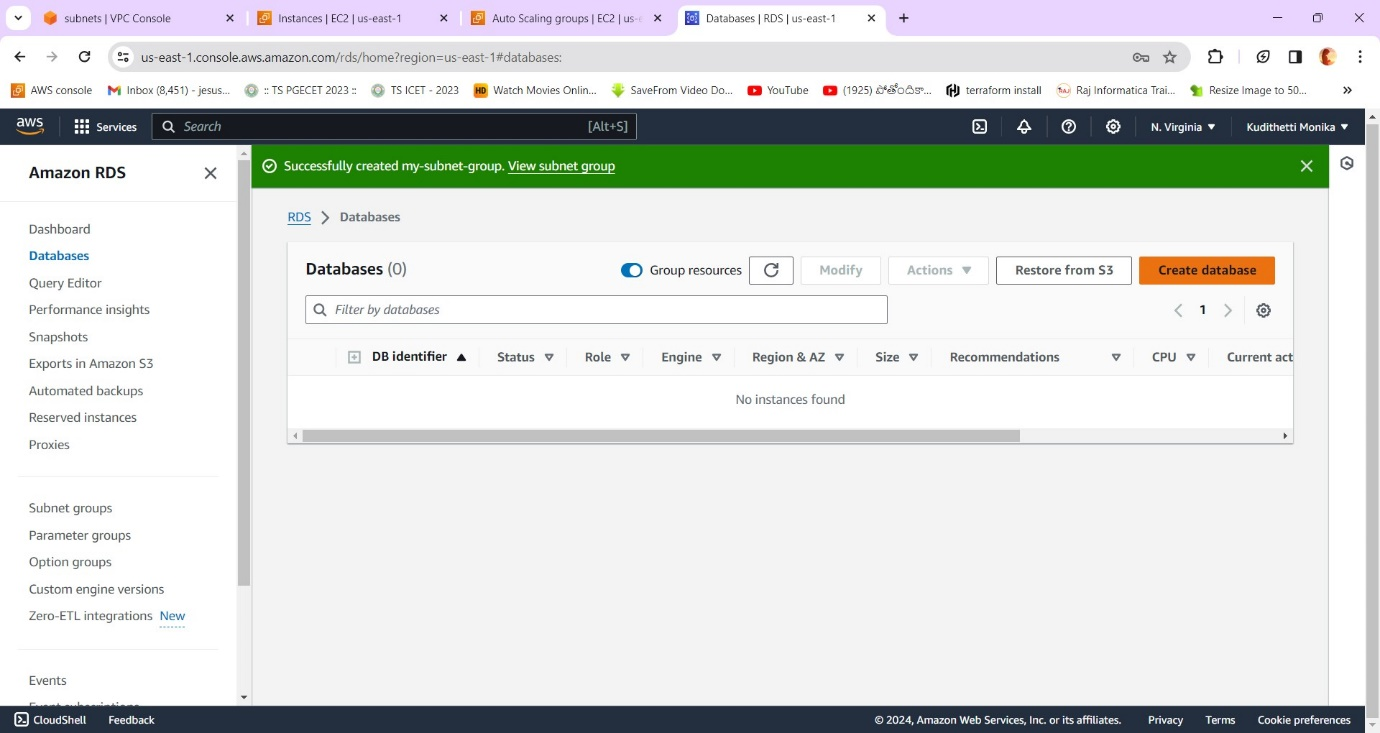 subnets | VPC Console
Instances | EC2 | us-east-1
Auto Scaling groups | EC2 | us-e
Databases | RDS | us-east-1
us-east-1.console.aws.amazon.com/rds/home?region=us-east-1#databases:
AWS console
Inbox (8,451) - jesus...
:: TS PGECET 2023 ::
TS ICET - 2023
HD
Watch Movies Onlin...
SaveFrom Video Do...
YouTube
(1925)
terraform install
Raj Informatica Trai...
Resize Image to 50...
»
aws
Services
Search
[Alt+S]
N. Virginia
Kudithetti Monika
Amazon RDS
Successfully created my-subnet-group. View subnet group
Dashboard
Databases
Query Editor
Performance insights
Snapshots
Exports in Amazon S3
Automated backups
Reserved instances
Proxies
Subnet groups
Parameter groups
Option groups
Custom engine versions
Zero-ETL integrations New
Events
Event subscriptions
RDS > Databases
Databases (0)
Group resources
Modify
Actions
Restore from S3
Create database
Filter by databases
1
DB identifier
Status
Role
Engine
Region & AZ
Size
Recommendations
CPU
Current act
No instances found
CloudShell
Feedback
© 2024, Amazon Web Services, Inc. or its affiliates.
Privacy
Terms
Cookie preferences